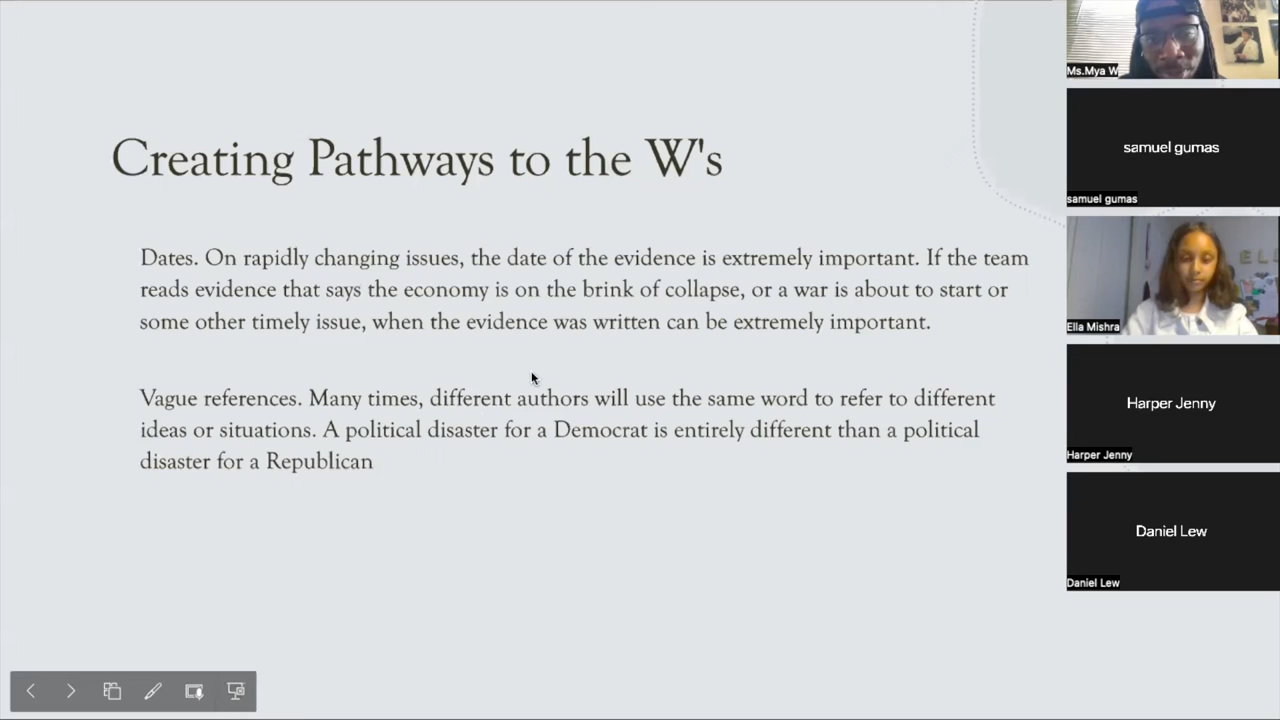 Creating Pathways to the W's
Dates. On rapidly changing issues, the date of the evidence is extremely important. If the team
reads evidence that says the economy is on the brink of collapse, or a war is about to start or
some other timely issue, when the evidence was written can be extremely important.
Vague references. Many times, different authors will use the same word to refer to different
ideas or situations. A political disaster for a Democrat is entirely different than a political
disaster for a Republican
Ms.Mya W
samuel gumas
samuel gumas
Ella Mishra
Harper Jenny
Harper Jenny
Daniel Lew
Daniel Lew